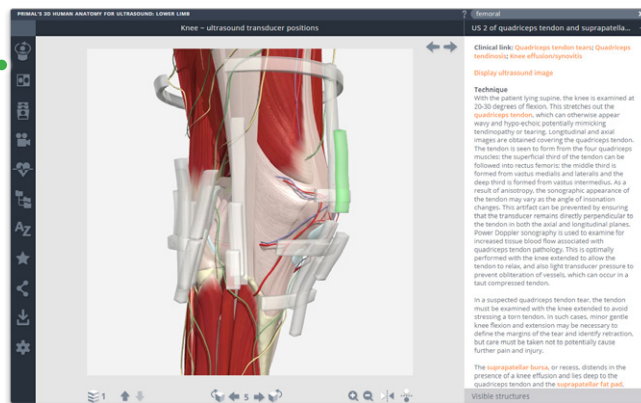 PRIMAL'S 3D HUMAN ANATOMY FOR ULTRASOUND: LOWER LIMB
? femoral
Knee – ultrasound transducer positions
US 2 of quadriceps tendon and suprapatella...
Clinical link: Quadriceps tendon tears; Quadriceps
tendinosis; Knee effusion/synovitis
Display ultrasound image
Technique
With the patient lying supine, the knee is examined at
20-30 degrees of flexion. This stretches out the
quadriceps tendon, which can otherwise appear
wavy and hypo-echoic potentially mimicking
tendinopathy or tearing. Longitudinal and axial
images are obtained covering the quadriceps tendon.
The tendon is seen to form from the four quadriceps
muscles: the superficial third of the tendon can be
followed into rectus femoris; the middle third is
formed from vastus medialis and lateralis and the
deep third is formed from vastus intermedius. As a
result of anisotropy, the sonographic appearance of
the tendon may vary as the angle of insonation
changes. This artifact can be prevented by ensuring
that the transducer remains directly perpendicular to
the tendon in both the axial and longitudinal planes.
Power Doppler sonography is used to examine for
increased tissue blood flow associated with
quadriceps tendon pathology. This is optimally
performed with the knee extended to allow the
tendon to relax, and also light transducer pressure to
prevent obliteration of vessels, which can occur in a
taut compressed tendon.
In a suspected quadriceps tendon tear, the tendon
must be examined with the knee extended to avoid
stressing a torn tendon. In such cases, minor gentle
knee flexion and extension may be necessary to
define the margins of the tear and identify retraction,
but care must be taken not to potentially cause
further pain and injury.
The suprapatellar bursa, or recess, distends in the
presence of a knee effusion and lies deep to the
quadriceps tendon and the suprapatellar fat pad,
Visible structures
AZ
1
5